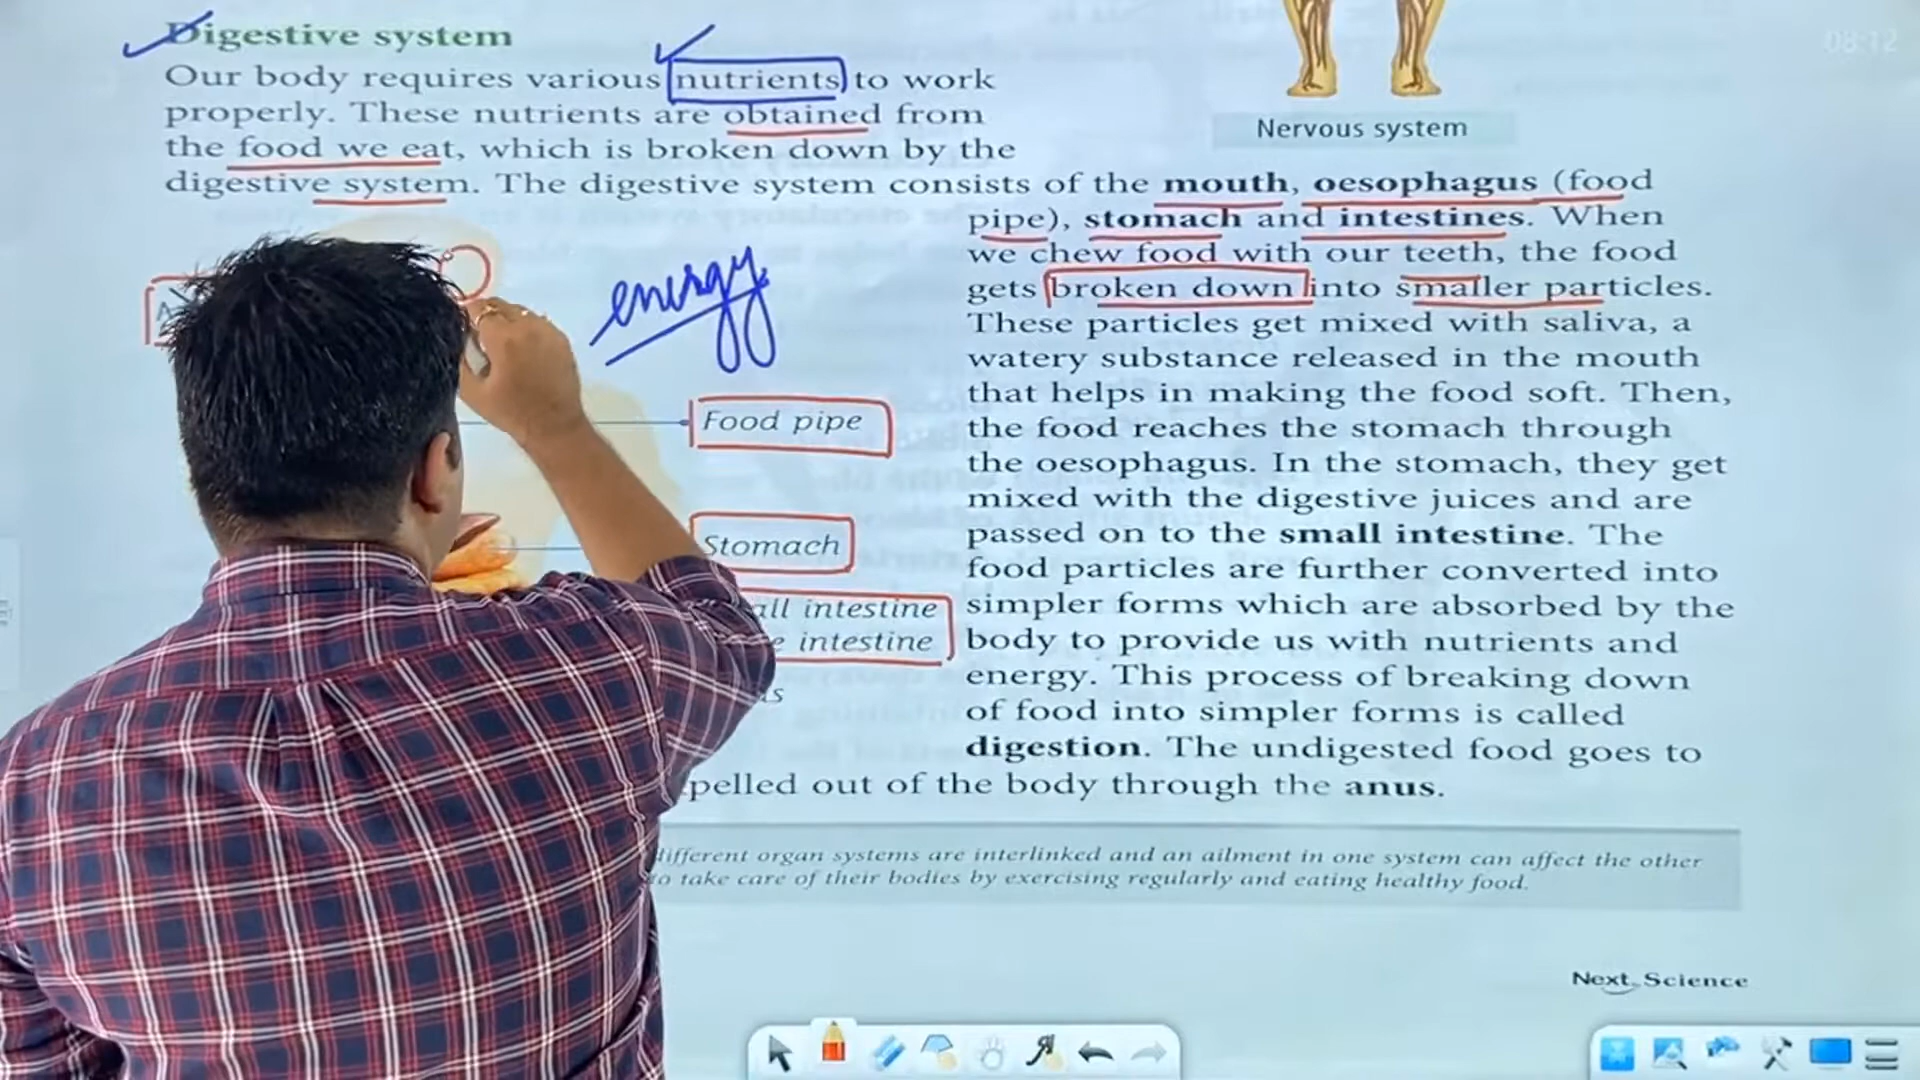 08:12
Digestive system
Our body requires various nutrients to work
properly. These nutrients are obtained from
the food we eat, which is broken down by the
digestive system. The digestive system consists of the mouth, oesophagus (food
pipe), stomach and intestines. When
we chew food with our teeth, the food
gets broken down into smaller particles.
These particles get mixed with saliva, a
watery substance released in the mouth
that helps in making the food soft. Then,
the food reaches the stomach through
the oesophagus. In the stomach, they get
mixed with the digestive juices and are
passed on to the small intestine. The
food particles are further converted into
simpler forms which are absorbed by the
body to provide us with nutrients and
energy. This process of breaking down
of food into simpler forms is called
digestion. The undigested food goes to
pelled out of the body through the anus.
Nervous system
energy
Food pipe
Stomach
all intestine
e intestine
different organ systems are interlinked and an ailment in one system can affect the other
to take care of their bodies by exercising regularly and eating healthy food.
Next Science